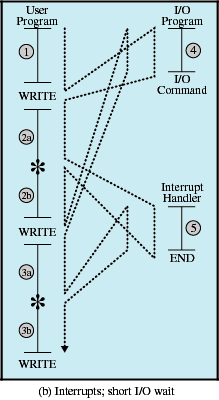 User
Program
I/O
Program
1
4
I/O
Command
WRITE
2a
*
2b
Interrupt
Handler
5
END
WRITE
3a
*
3b
WRITE
(b) Interrupts; short I/O wait